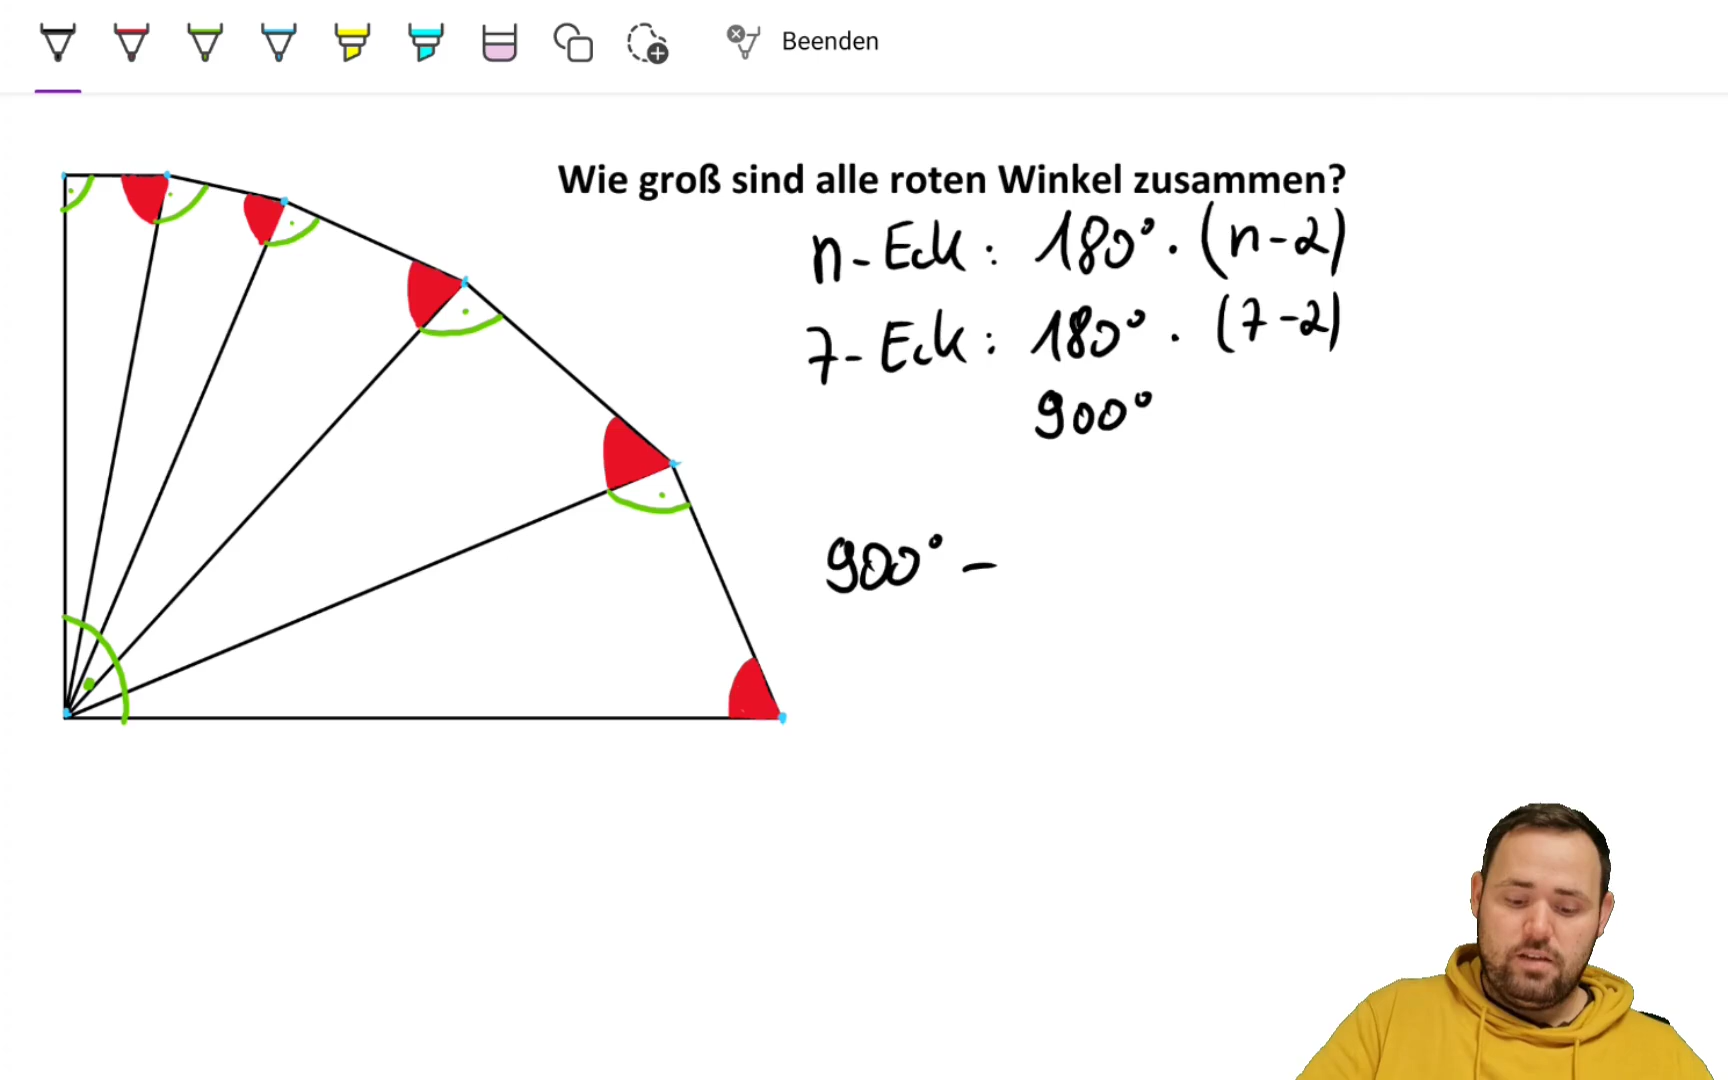 Beenden
Wie groß sind alle roten Winkel zusammen?
n-Eck: 180° · (n-2)
7-Eck: 180° · (7-2)
900°
900° -